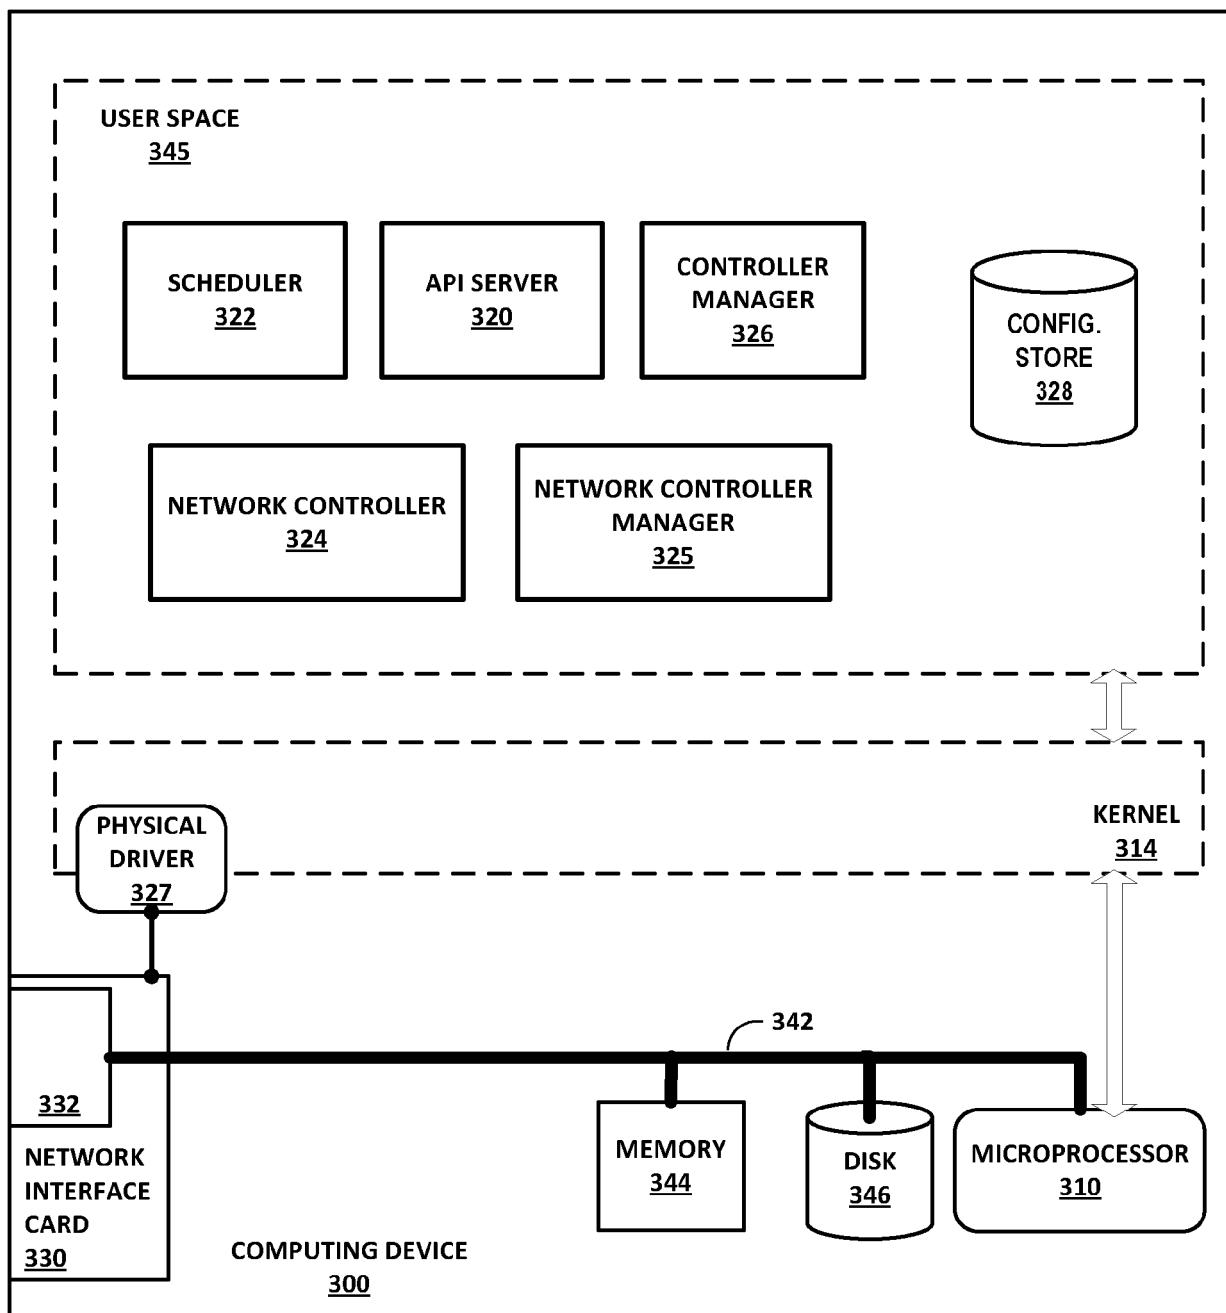 USER SPACE
345
SCHEDULER
322
API SERVER
320
CONTROLLER
MANAGER
326
CONFIG.
STORE
328
NETWORK CONTROLLER
324
NETWORK CONTROLLER
MANAGER
325
PHYSICAL
DRIVER
327
KERNEL
314
342
332
NETWORK
INTERFACE
CARD
330
MEMORY
344
DISK
346
MICROPROCESSOR
310
COMPUTING DEVICE
300